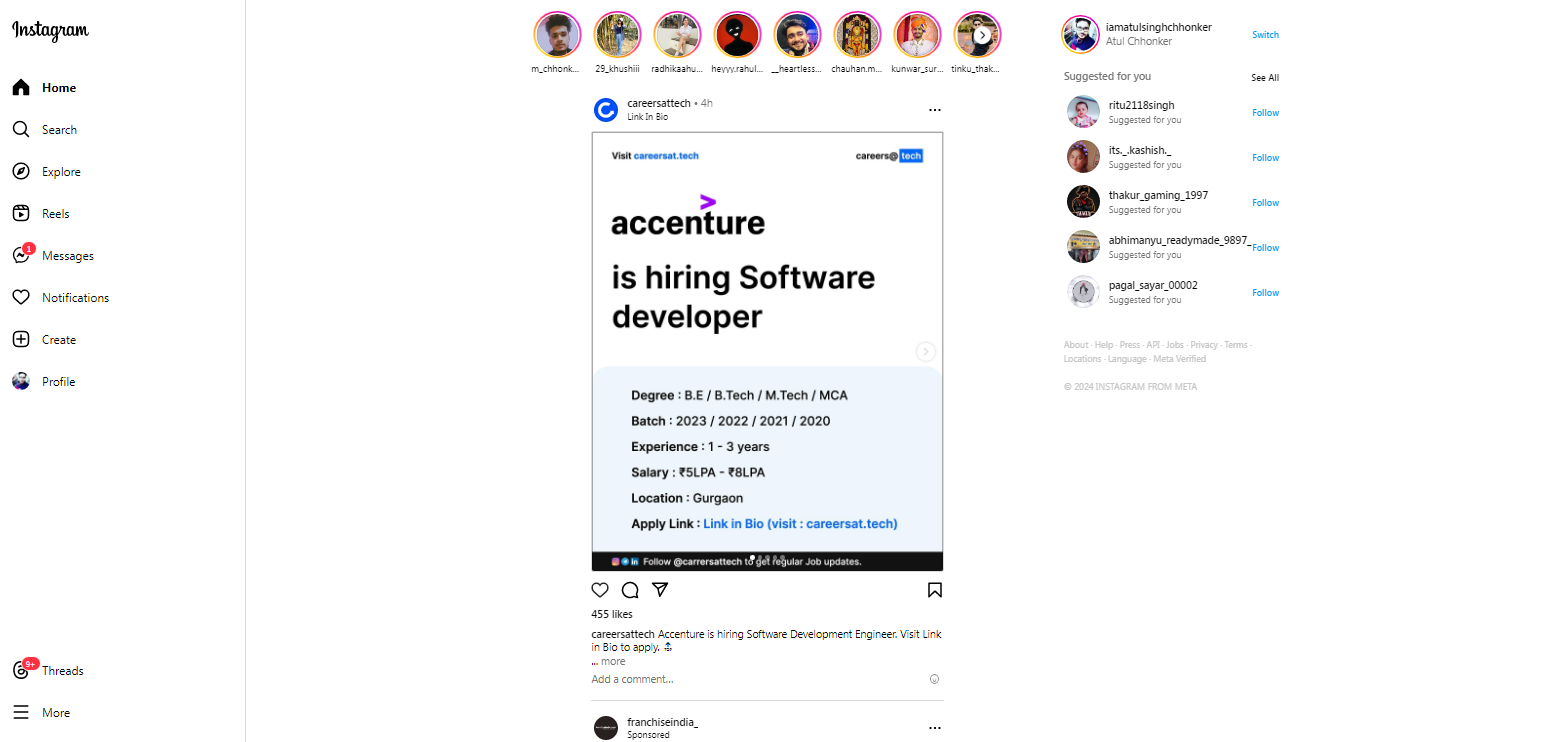 Instagram
Home
Search
Explore
Reels
1
Messages
Notifications
Create
Profile
9+
Threads
More
m_chhonk...
29_khushiii
radhikaahu...
heyyy.rahul...
__heartless...
chauhan.m...
kunwar_sur...
tinku_thak...
careersattech • 4h
Link In Bio
Visit careersat.tech
careers@tech
>
accenture
is hiring Software
developer
Degree : B.E / B.Tech / M.Tech / MCA
Batch : 2023 / 2022 / 2021 / 2020
Experience : 1 - 3 years
Salary : ₹5LPA - ₹8LPA
Location : Gurgaon
Apply Link : Link in Bio (visit : careersat.tech)
in Follow @carrersattech to get regular Job updates.
455 likes
careersattech Accenture is hiring Software Development Engineer. Visit Link
in Bio to apply.
... more
Add a comment...
franchiseindia_
Sponsored
iamatulsinghchhonker
Atul Chhonker
Switch
Suggested for you
See All
ritu2118singh
Suggested for you
Follow
its._.kashish._
Suggested for you
Follow
thakur_gaming_1997
Suggested for you
Follow
abhimanyu_readymade_9897_
Suggested for you
Follow
pagal_sayar_00002
Suggested for you
Follow
About · Help · Press · API · Jobs · Privacy · Terms ·
Locations · Language · Meta Verified
© 2024 INSTAGRAM FROM META